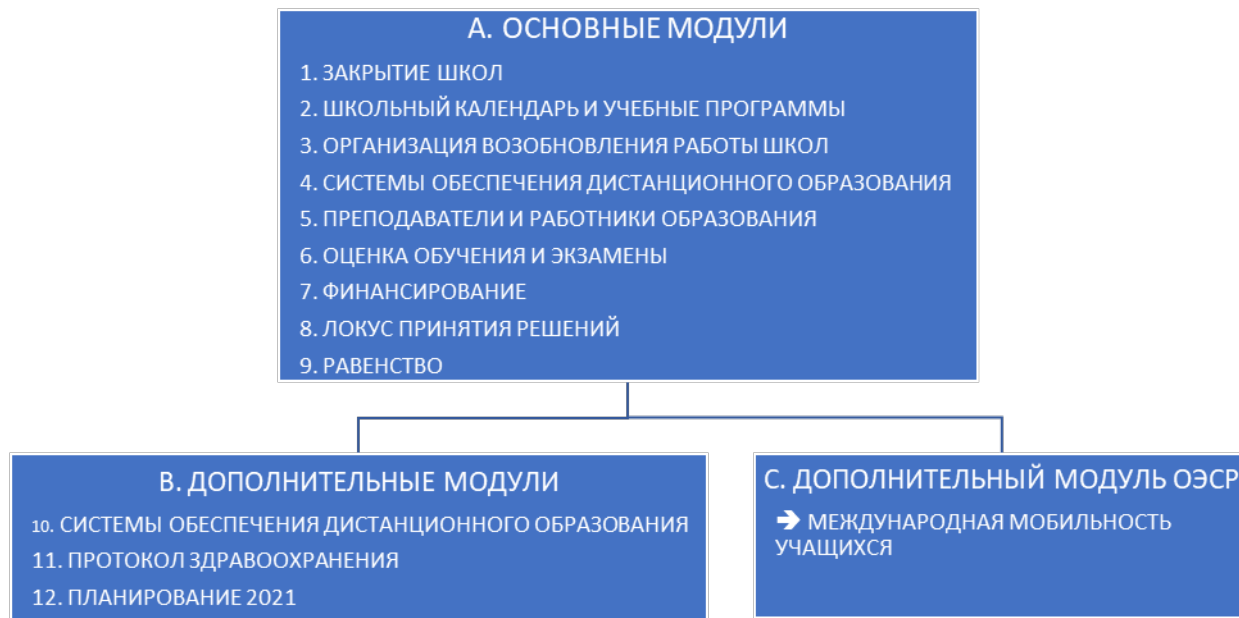 А. ОСНОВНЫЕ МОДУЛИ
1. ЗАКРЫТИЕ ШКОЛ
2. ШКОЛЬНЫЙ КАЛЕНДАРЬ И УЧЕБНЫЕ ПРОГРАММЫ
3. ОРГАНИЗАЦИЯ ВОЗОБНОВЛЕНИЯ РАБОТЫ ШКОЛ
4. СИСТЕМЫ ОБЕСПЕЧЕНИЯ ДИСТАНЦИОННОГО ОБРАЗОВАНИЯ
5. ПРЕПОДАВАТЕЛИ И РАБОТНИКИ ОБРАЗОВАНИЯ
6. ОЦЕНКА ОБУЧЕНИЯ И ЭКЗАМЕНЫ
7. ФИНАНСИРОВАНИЕ
8. ЛОКУС ПРИНЯТИЯ РЕШЕНИЙ
9. РАВЕНСТВО
В. ДОПОЛНИТЕЛЬНЫЕ МОДУЛИ
10. СИСТЕМЫ ОБЕСПЕЧЕНИЯ ДИСТАНЦИОННОГО ОБРАЗОВАНИЯ
11. ПРОТОКОЛ ЗДРАВООХРАНЕНИЯ
12. ПЛАНИРОВАНИЕ 2021
С. ДОПОЛНИТЕЛЬНЫЙ МОДУЛЬ ОЭСР
➔ МЕЖДУНАРОДНАЯ МОБИЛЬНОСТЬ
УЧАЩИХСЯ